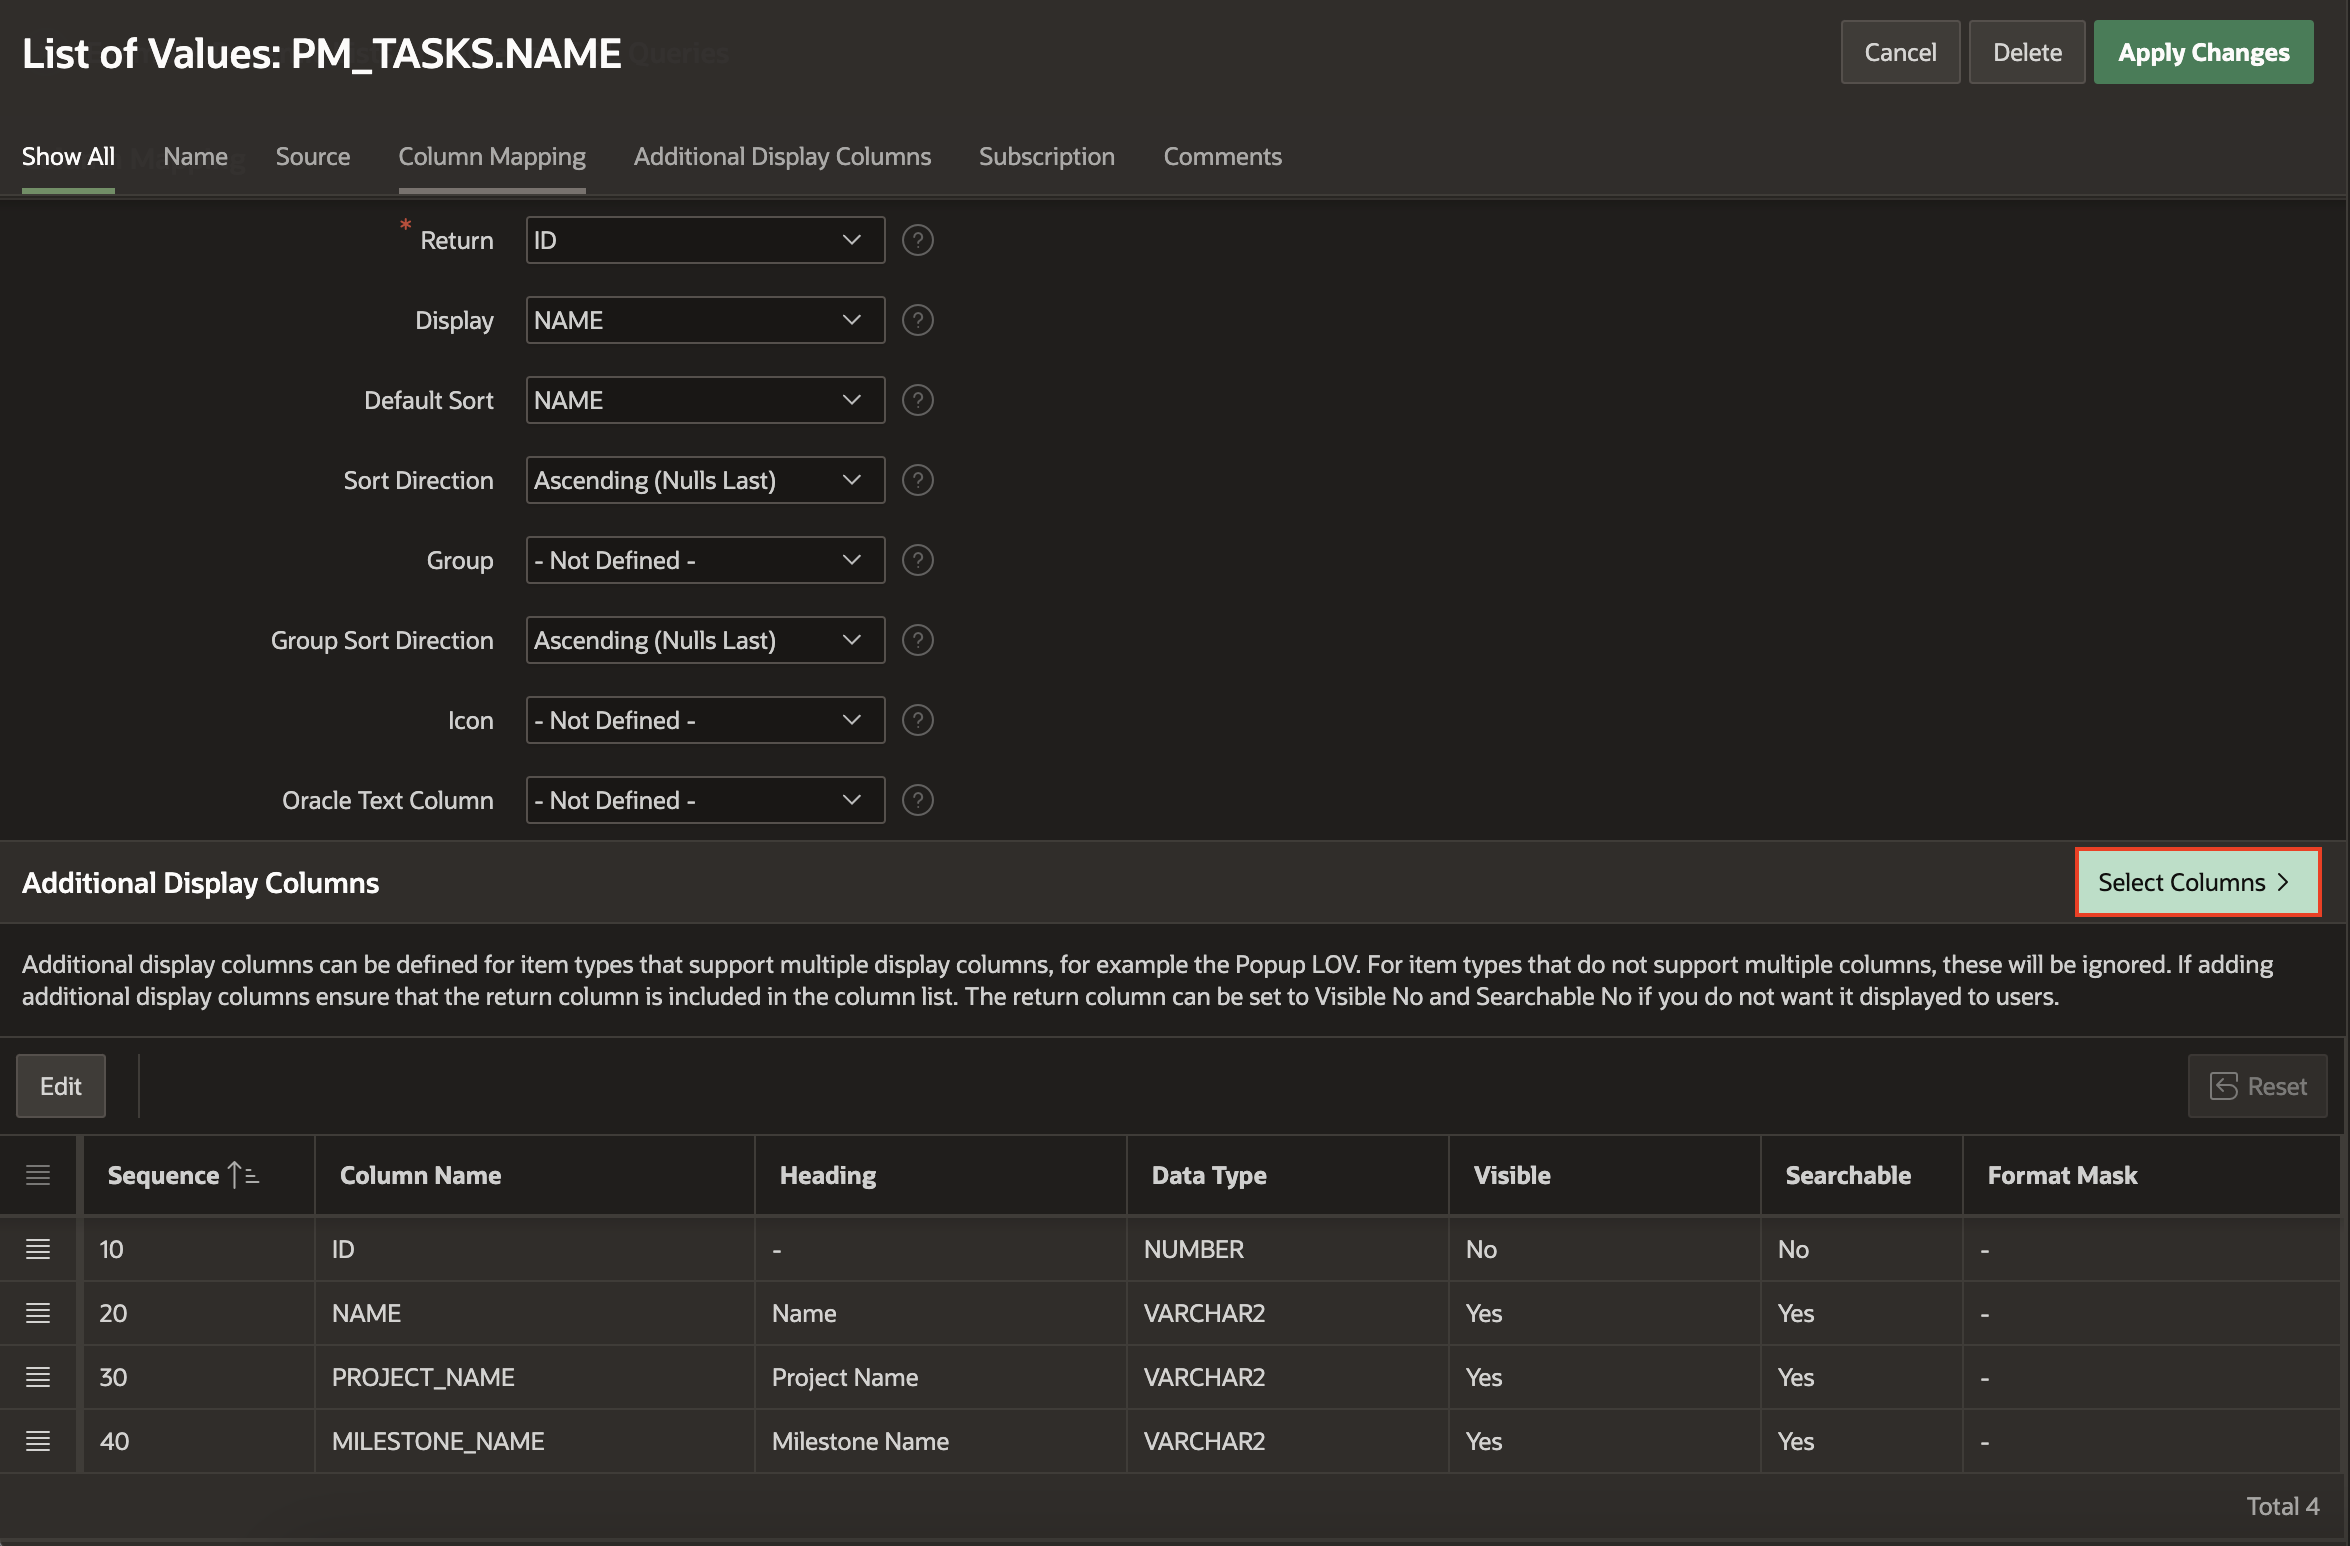 List of Values: PM_TASKS.NAME
Queries
Cancel
Delete
Apply Changes
Show All
Name
Source
Column Mapping
Additional Display Columns
Subscription
Comments
Mapping
* Return
ID
?
Display
NAME
?
Default Sort
NAME
?
Sort Direction
Ascending (Nulls Last)
?
Group
- Not Defined -
?
Group Sort Direction
Ascending (Nulls Last)
?
Icon
- Not Defined -
?
Oracle Text Column
- Not Defined -
?
Additional Display Columns
Select Columns >
Additional display columns can be defined for item types that support multiple display columns, for example the Popup LOV. For item types that do not support multiple columns, these will be ignored. If adding
additional display columns ensure that the return column is included in the column list. The return column can be set to Visible No and Searchable No if you do not want it displayed to users.
Edit
Reset
Sequence
Column Name
Heading
Data Type
Visible
Searchable
Format Mask
10
ID
-
NUMBER
No
No
-
20
NAME
Name
VARCHAR2
Yes
Yes
-
30
PROJECT_NAME
Project Name
VARCHAR2
Yes
Yes
-
40
MILESTONE_NAME
Milestone Name
VARCHAR2
Yes
Yes
-
Total 4